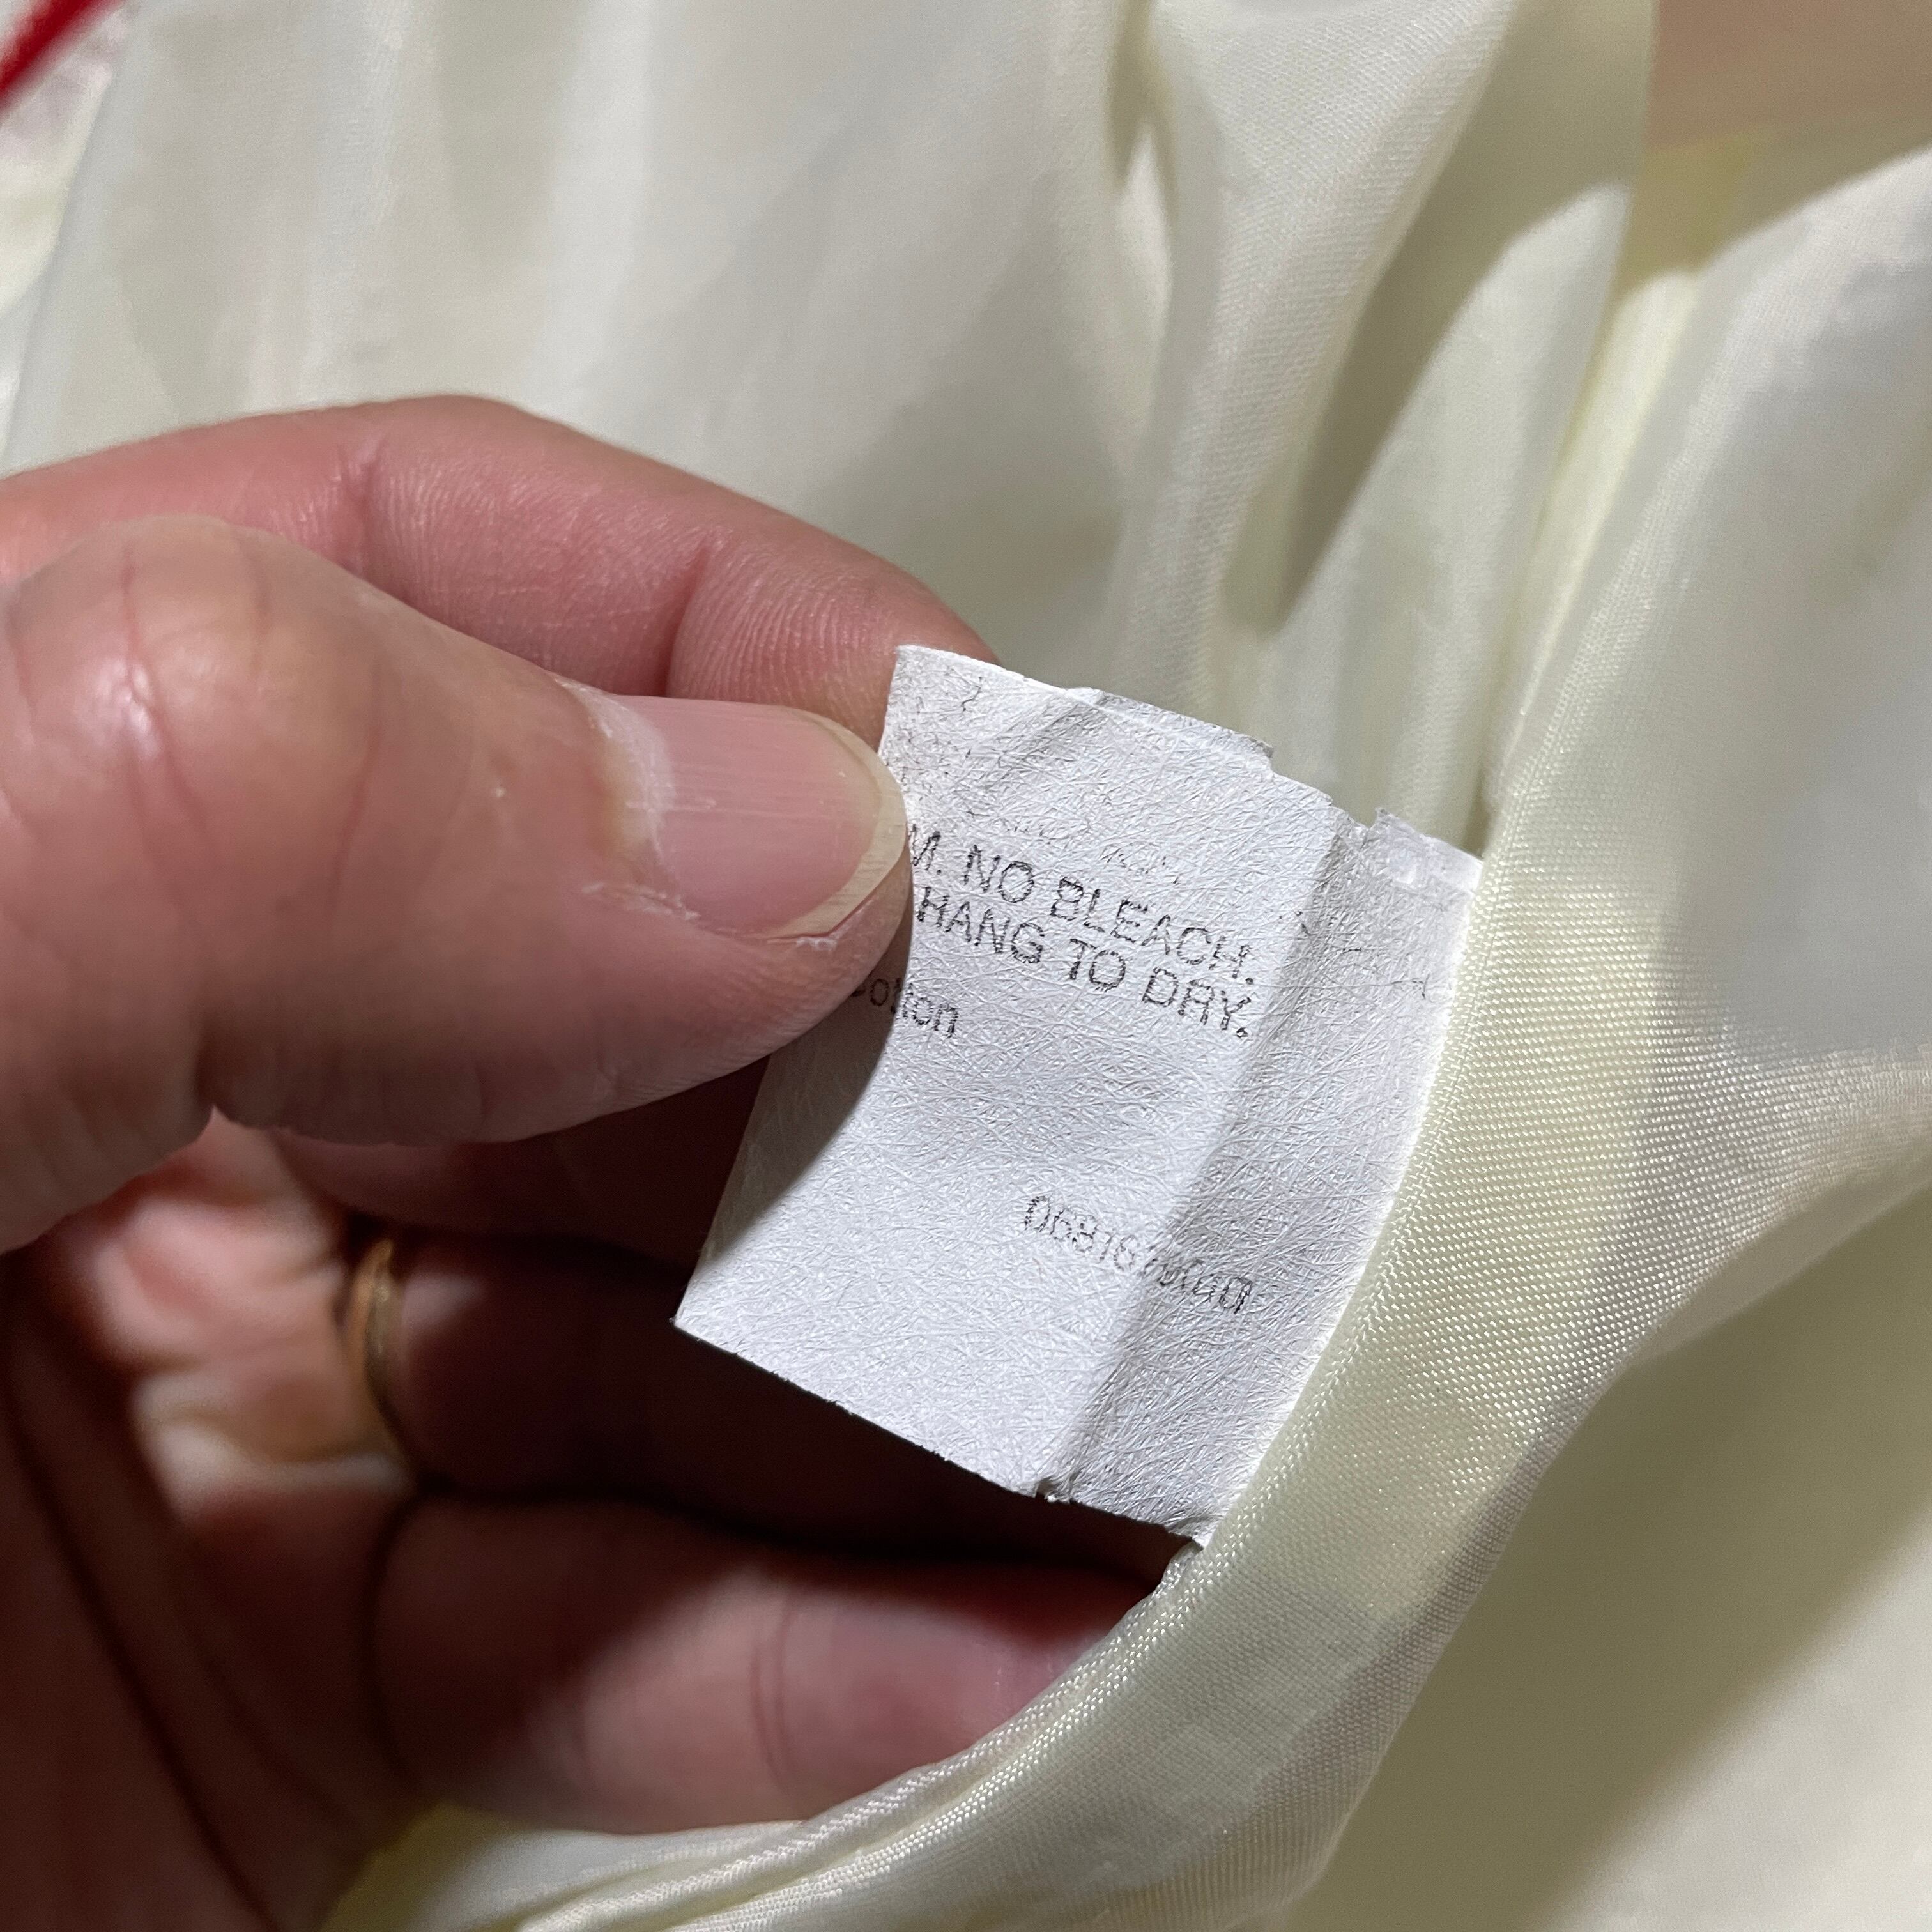 M. NO BLEACH.
HANG TO DRY.
otton